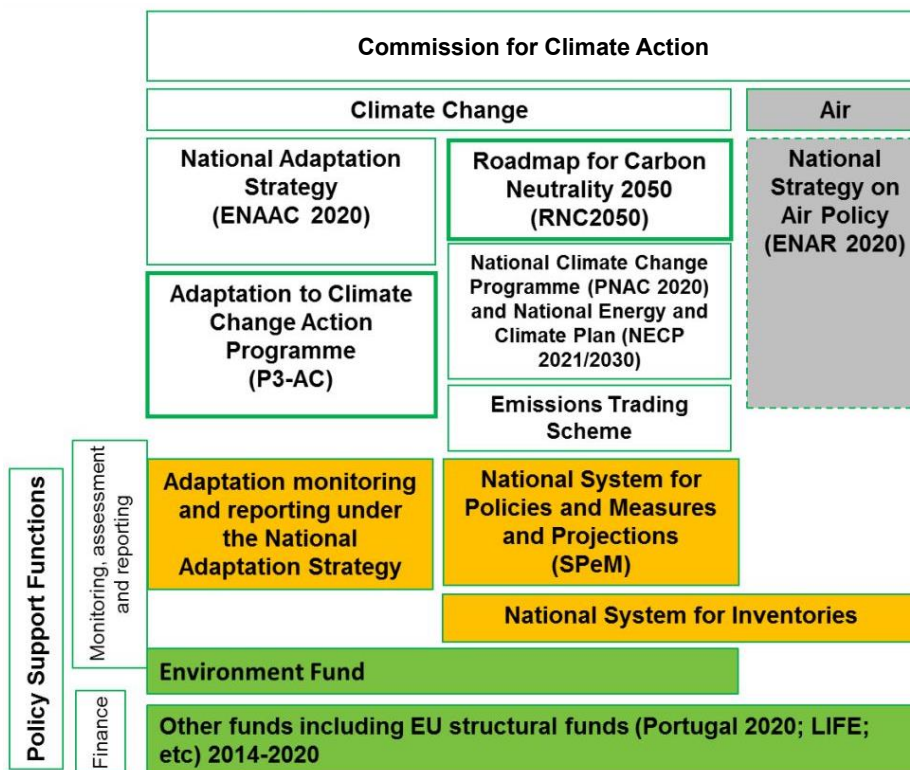 Commission for Climate Action
Climate Change
Air
National Adaptation
Strategy
(ENAAC 2020)
Roadmap for Carbon
Neutrality 2050
(RNC2050)
National
Strategy on
Air Policy
(ENAR 2020)
Adaptation to Climate
Change Action
Programme
(P3-AC)
National Climate Change
Programme (PNAC 2020)
and National Energy and
Climate Plan (NECP
2021/2030)
Emissions Trading
Scheme
Policy Support Functions
Monitoring, assessment
and reporting
Adaptation monitoring
and reporting under
the National
Adaptation Strategy
National System for
Policies and Measures
and Projections
(SPeM)
National System for Inventories
Environment Fund
Finance
Other funds including EU structural funds (Portugal 2020; LIFE;
etc) 2014-2020